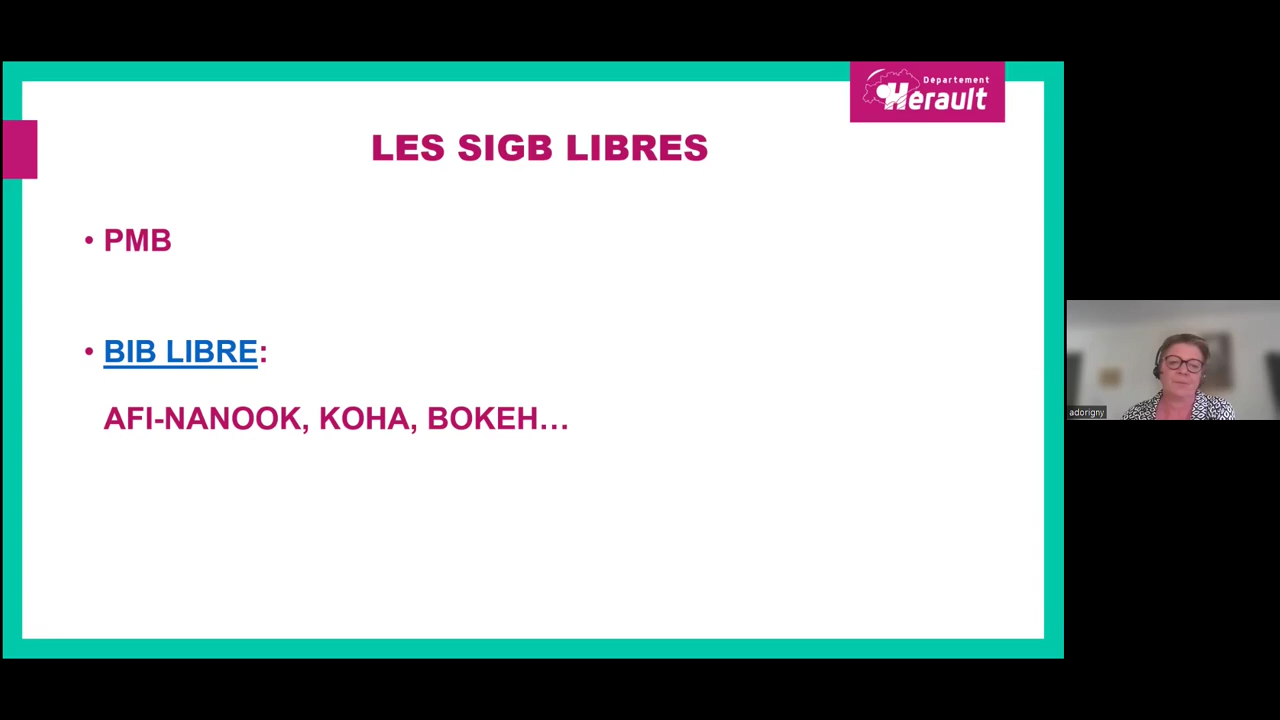 Département
Hérault
LES SIGB LIBRES
• PMB
• BIB LIBRE:
AFI-NANOOK, KOHA, BOKEH…
adorigny